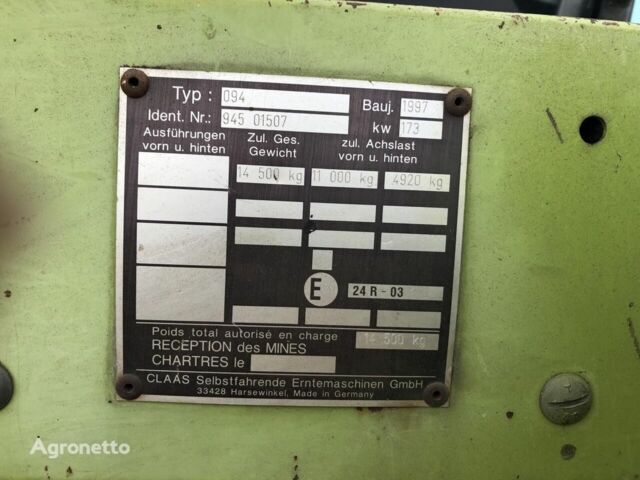 Typ : 094 Bauj. 1997
Ident. Nr.: 945 01507 kw 173
Ausführungen vorn u. hinten Zul. Ges. Gewicht zul. Achslast vorn u. hinten
14 500 kg 11 000 kg 4920 kg
E 24 R - 03
Poids total autorisé en charge 14 500 kg
RECEPTION des MINES
CHARTRES le
CLAAS Selbstfahrende Erntemaschinen GmbH
33428 Harsewinkel, Made in Germany
Agronetto